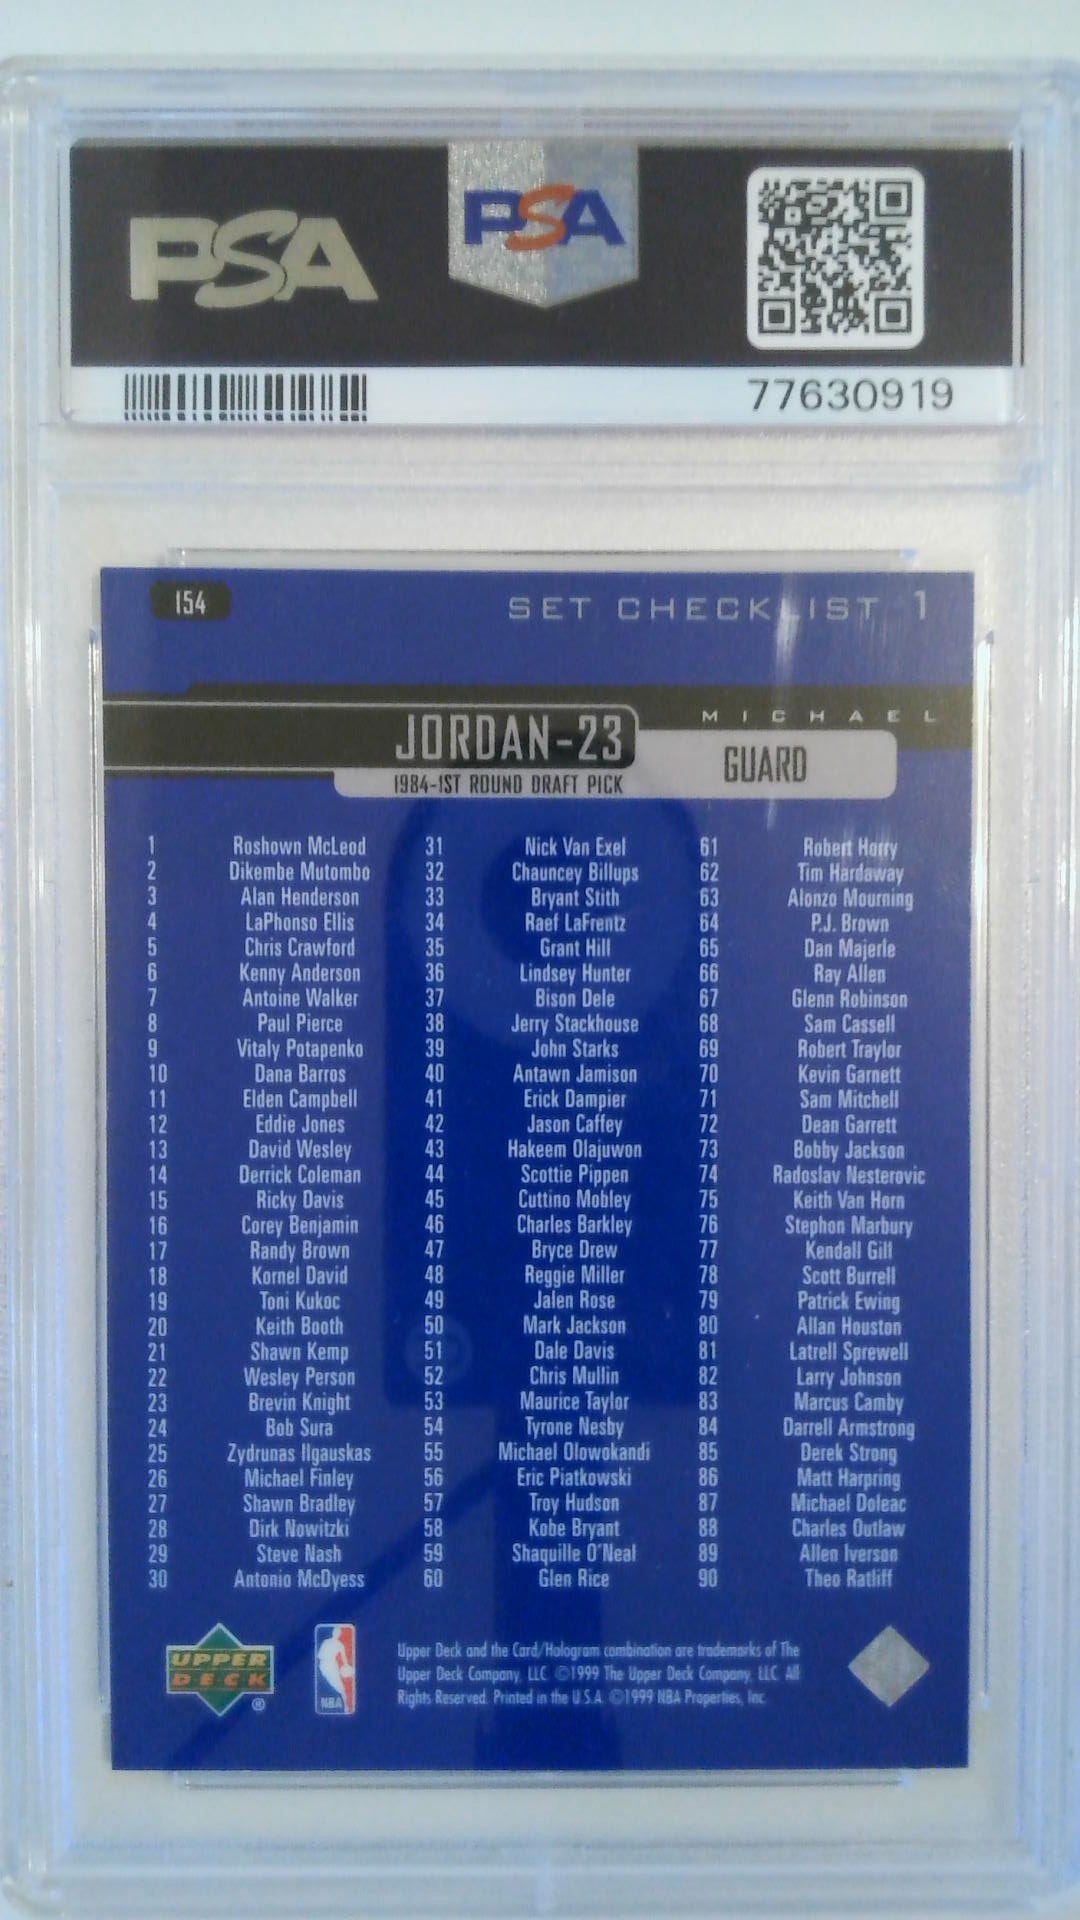 PSA
PSA
77630919
154
SET CHECKLIST 1
MICHAEL
JORDAN-23
GUARD
1984-1ST ROUND DRAFT PICK
1 Roshown McLeod 31 Nick Van Exel 61 Robert Horry
2 Dikembe Mutombo 32 Chauncey Billups 62 Tim Hardaway
3 Alan Henderson 33 Bryant Stith 63 Alonzo Mourning
4 LaPhonso Ellis 34 Raef LaFrentz 64 P.J. Brown
5 Chris Crawford 35 Grant Hill 65 Dan Majerle
6 Kenny Anderson 36 Lindsey Hunter 66 Ray Allen
7 Antoine Walker 37 Bison Dele 67 Glenn Robinson
8 Paul Pierce 38 Jerry Stackhouse 68 Sam Cassell
9 Vitaly Potapenko 39 John Starks 69 Robert Traylor
10 Dana Barros 40 Antawn Jamison 70 Kevin Garnett
11 Elden Campbell 41 Erick Dampier 71 Sam Mitchell
12 Eddie Jones 42 Jason Caffey 72 Dean Garrett
13 David Wesley 43 Hakeem Olajuwon 73 Bobby Jackson
14 Derrick Coleman 44 Scottie Pippen 74 Radoslav Nesterovic
15 Ricky Davis 45 Cuttino Mobley 75 Keith Van Horn
16 Corey Benjamin 46 Charles Barkley 76 Stephon Marbury
17 Randy Brown 47 Bryce Drew 77 Kendall Gill
18 Kornel David 48 Reggie Miller 78 Scott Burrell
19 Toni Kukoc 49 Jalen Rose 79 Patrick Ewing
20 Keith Booth 50 Mark Jackson 80 Allan Houston
21 Shawn Kemp 51 Dale Davis 81 Latrell Sprewell
22 Wesley Person 52 Chris Mullin 82 Larry Johnson
23 Brevin Knight 53 Maurice Taylor 83 Marcus Camby
24 Bob Sura 54 Tyrone Nesby 84 Darrell Armstrong
25 Zydrunas Ilgauskas 55 Michael Olowokandi 85 Derek Strong
26 Michael Finley 56 Eric Piatkowski 86 Matt Harpring
27 Shawn Bradley 57 Troy Hudson 87 Michael Doleac
28 Dirk Nowitzki 58 Kobe Bryant 88 Charles Outlaw
29 Steve Nash 59 Shaquille O'Neal 89 Allen Iverson
30 Antonio McDyess 60 Glen Rice 90 Theo Ratliff
UPPER
DECK
®
NBA
Upper Deck and the Card/Hologram combination are trademarks of The
Upper Deck Company, LLC. ©1999 The Upper Deck Company, LLC. All
Rights Reserved. Printed in the U.S.A. ©1999 NBA Properties, Inc.